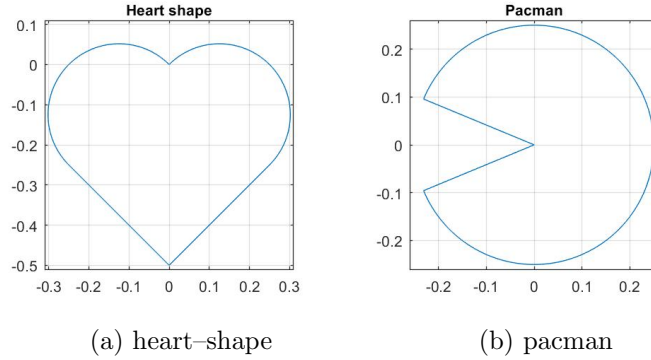 Heart shape
0.1
0
-0.1
-0.2
-0.3
-0.4
-0.5
-0.3 -0.2 -0.1 0 0.1 0.2 0.3
(a) heart–shape
Pacman
0.2
0.1
0
-0.1
-0.2
-0.2 -0.1 0 0.1 0.2
(b) pacman